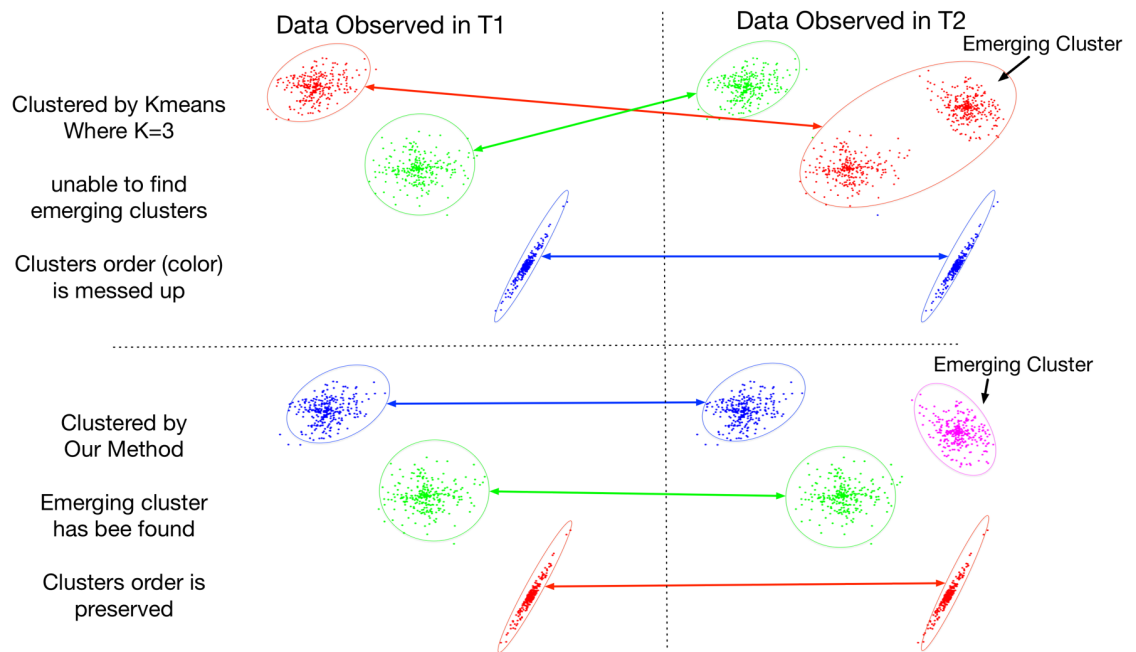 Data Observed in T1
Data Observed in T2
Emerging Cluster
Clustered by Kmeans
Where K=3
unable to find
emerging clusters
Clusters order (color)
is messed up
Emerging Cluster
Clustered by
Our Method
Emerging cluster
has bee found
Clusters order is
preserved